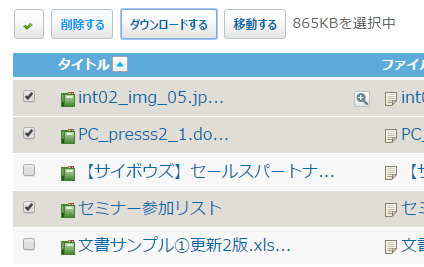 削除する ダウンロードする 移動する 865KBを選択中
タイトル ファイル
int02_img_05.jp... int0
PC_presss2_1.do... PC_
【サイボウズ】セールスパートナ... 【サ
セミナー参加リスト セミ
文書サンプル①更新2版.xls... 文書